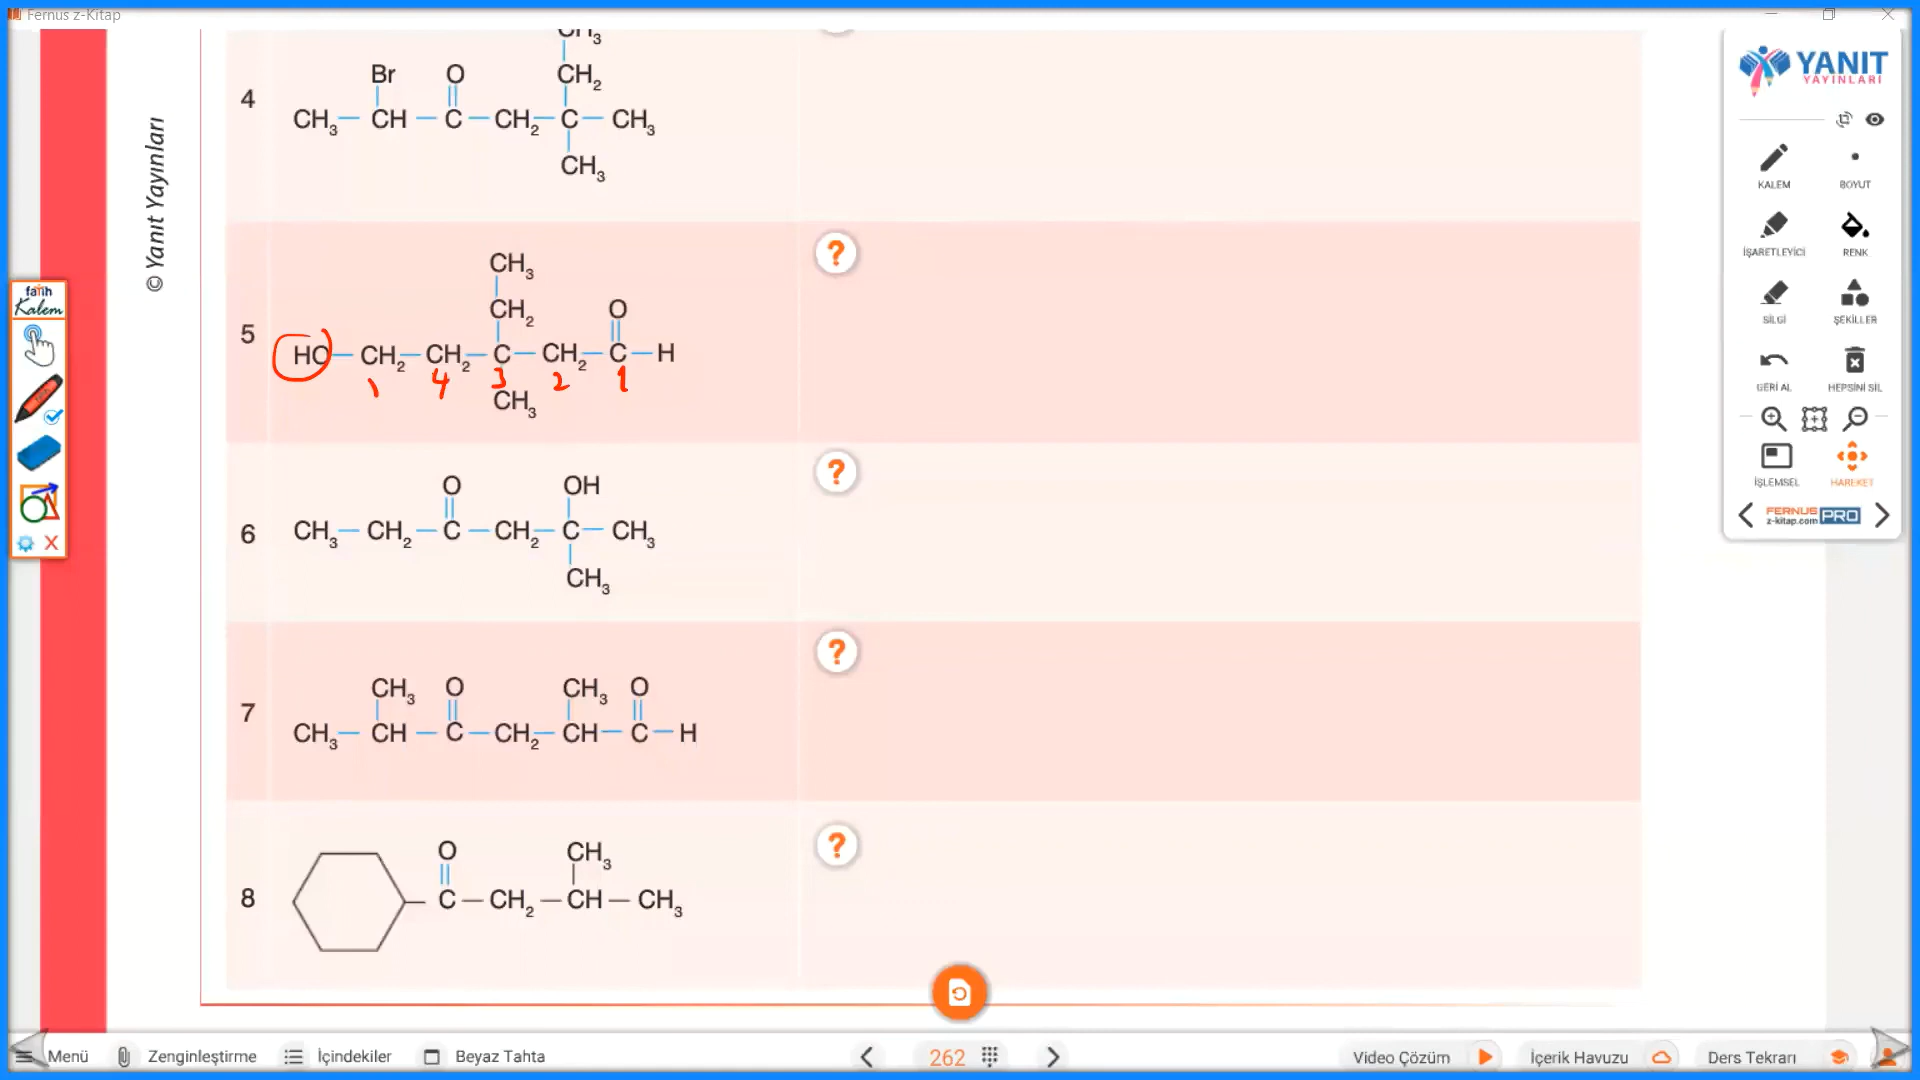 Fernus z-Kitap
© Yanıt Yayınları
fatih
Kalem
X
4
CH₃
Br O CH₂
CH₃ — CH — C — CH₂ — C — CH₃
CH₃
5
CH₃
CH₂ O
HO — CH₂ — CH₂ — C — CH₂ — C — H
4 3 2 1
CH₃
?
6
O OH
CH₃ — CH₂ — C — CH₂ — C — CH₃
CH₃
?
7
CH₃ O CH₃ O
CH₃ — CH — C — CH₂ — CH — C — H
?
8
O CH₃
C — CH₂ — CH — CH₃
?
YANIT
YAYINLARI
KALEM BOYUT
İŞARETLEYİCİ RENK
SİLGİ ŞEKİLLER
GERİ AL HEPSİNİ SİL
İŞLEMSEL HAREKET
FERNUS
z-kitap.com PRO
Menü Zenginleştirme İçindekiler Beyaz Tahta 262 Video Çözüm İçerik Havuzu Ders Tekrarı